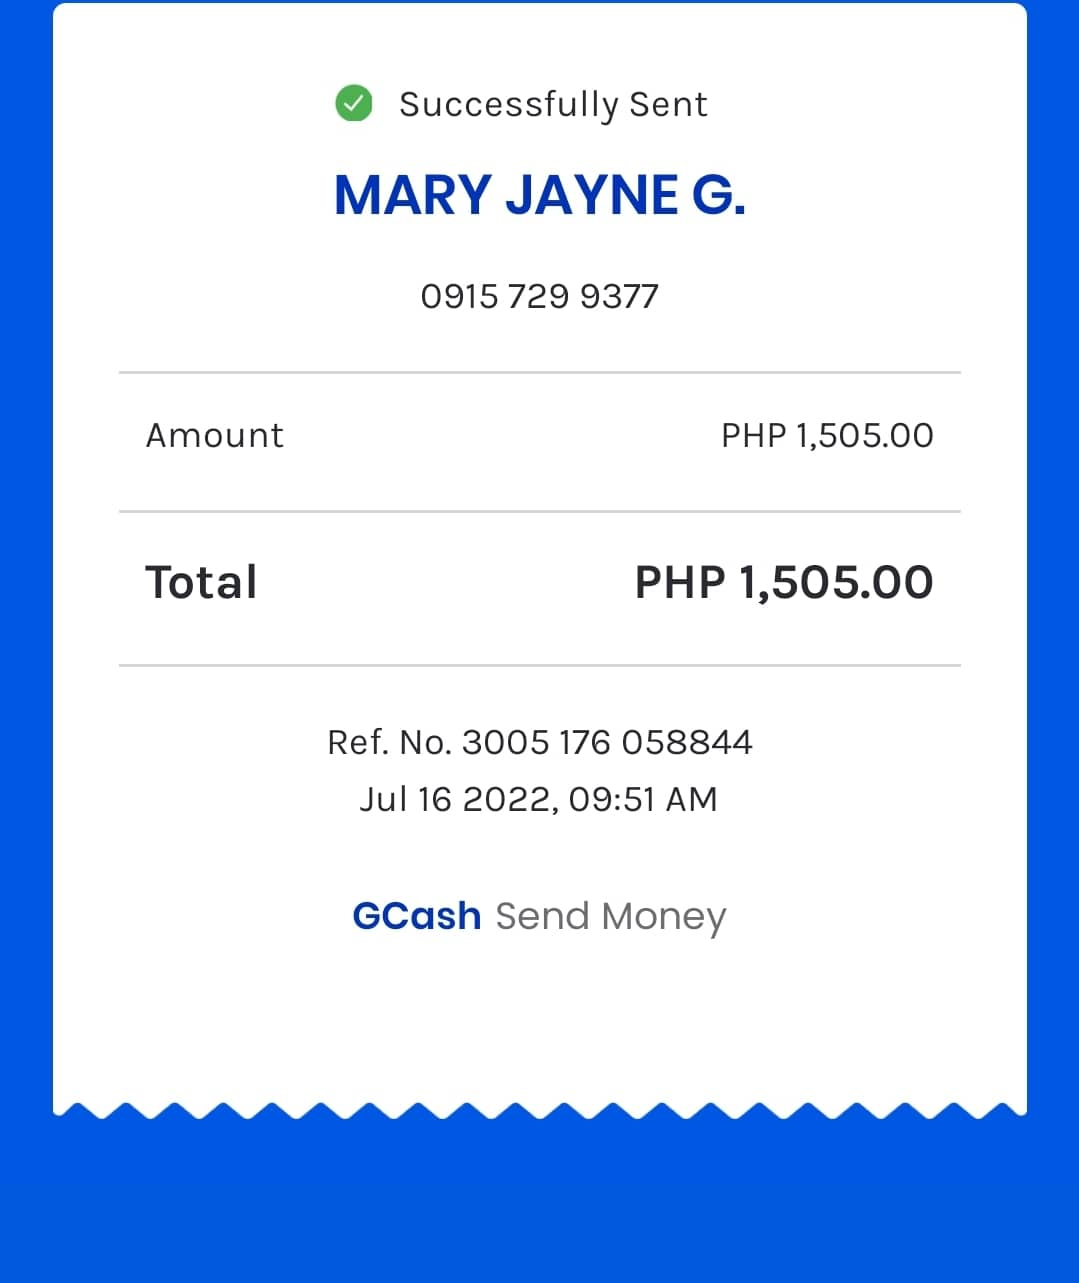 Successfully Sent
MARY JAYNE G.
0915 729 9377
Amount PHP 1,505.00
Total PHP 1,505.00
Ref. No. 3005 176 058844
Jul 16 2022, 09:51 AM
GCash Send Money